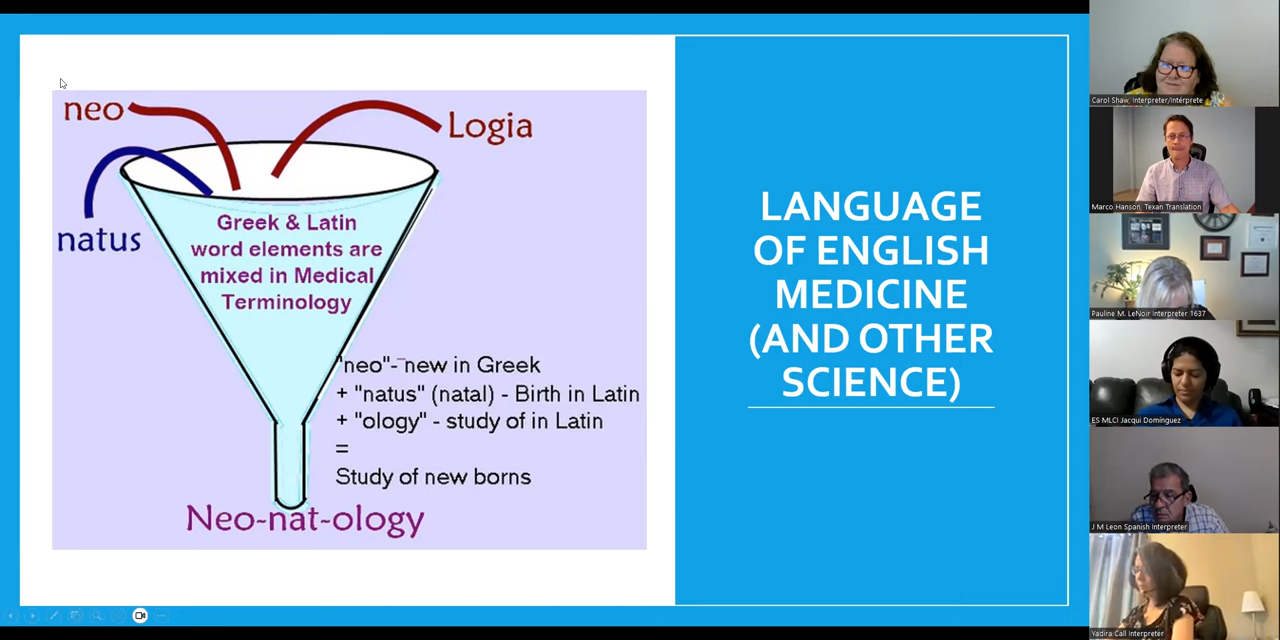 neo
Logia
natus
Greek & Latin
word elements are
mixed in Medical
Terminology
"neo"- new in Greek
+ "natus" (natal) - Birth in Latin
+ "ology" - study of in Latin
=
Study of new borns
Neo-nat-ology
LANGUAGE
OF ENGLISH
MEDICINE
(AND OTHER
SCIENCE)
Carol Shaw, Interpreter/Intérprete
Marco Hanson, Texan Translation
Pauline M. LeNoir interpreter 1637
ES MLCI Jacqui Domínguez
J M Leon Spanish Interpreter
Yadira Call Interpreter